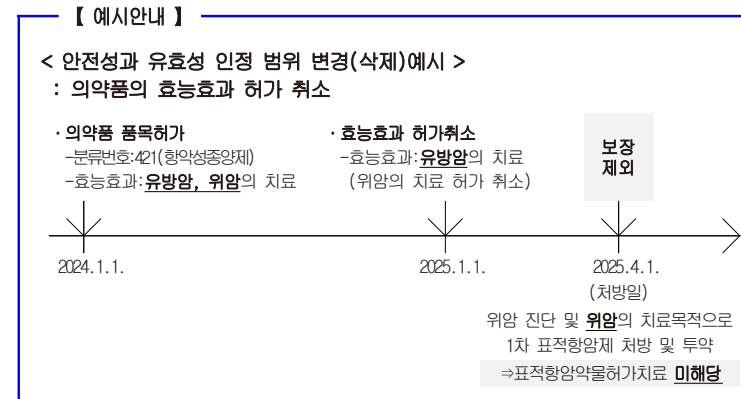 【 예시안내 】
< 안전성과 유효성 인정 범위 변경(삭제)예시 >
: 의약품의 효능효과 허가 취소
· 의약품 품목허가
-분류번호:421(항악성종양제)
-효능효과:유방암, 위암의 치료
· 효능효과 허가취소
-효능효과:유방암의 치료
(위암의 치료 허가 취소)
보장
제외
2024.1.1.
2025.1.1.
2025.4.1.
(처방일)
위암 진단 및 위암의 치료목적으로
1차 표적항암제 처방 및 투약
⇒표적항암약물허가치료 미해당